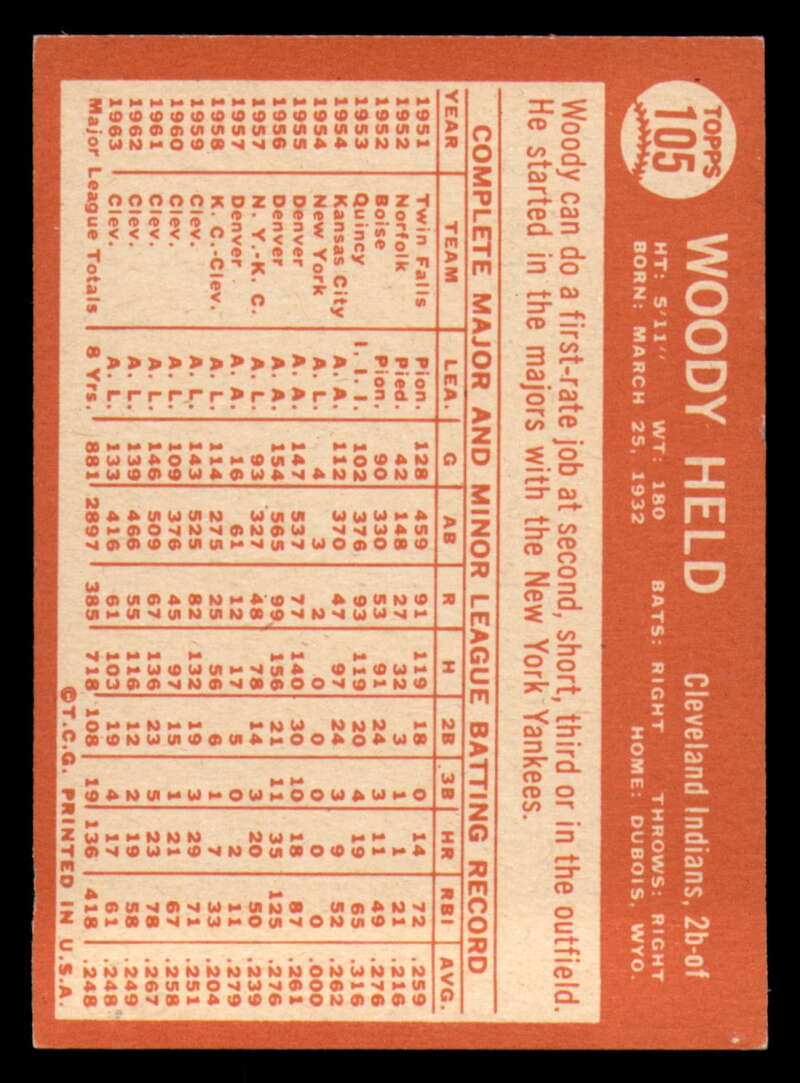 TOPPS
105
WOODY HELD Cleveland Indians, 2b-of
HT: 5'11" WT: 180 BATS: RIGHT THROWS: RIGHT
BORN: MARCH 25, 1932 HOME: DUBOIS, WYO.
Woody can do a first-rate job at second, short, third or in the outfield.
He started in the majors with the New York Yankees.
COMPLETE MAJOR AND MINOR LEAGUE BATTING RECORD
YEAR TEAM LEA. G AB R H 2B 3B HR RBI AVG.
1951 Twin Falls Pion. 128 459 91 119 18 0 14 72 .259
1952 Norfolk Pied. 42 148 27 32 3 1 1 21 .216
1952 Boise Pion. 90 330 53 91 24 3 11 49 .276
1953 Quincy I. I. I. 102 376 93 119 20 4 19 65 .316
1954 Kansas City A. A. 112 370 47 97 24 3 9 52 .262
1954 New York A. L. 4 3 2 0 0 0 0 0 .000
1955 Denver A. A. 147 537 77 140 30 10 18 87 .261
1956 Denver A. A. 154 565 99 156 21 11 35 125 .276
1957 N. Y.-K. C. A. L. 93 327 48 78 14 3 20 50 .239
1957 Denver A. A. 16 61 12 17 5 0 2 11 .279
1958 K. C.-Clev. A. L. 114 275 25 56 6 1 7 33 .204
1959 Clev. A. L. 143 525 82 132 19 3 29 71 .251
1960 Clev. A. L. 109 376 45 97 15 1 21 67 .258
1961 Clev. A. L. 146 509 67 136 23 5 23 78 .267
1962 Clev. A. L. 139 466 55 116 12 2 19 58 .249
1963 Clev. A. L. 133 416 61 103 19 4 17 61 .248
Major League Totals 8 Yrs. 881 2897 385 718 108 19 136 418 .248
©T.C.G. PRINTED IN U.S.A.